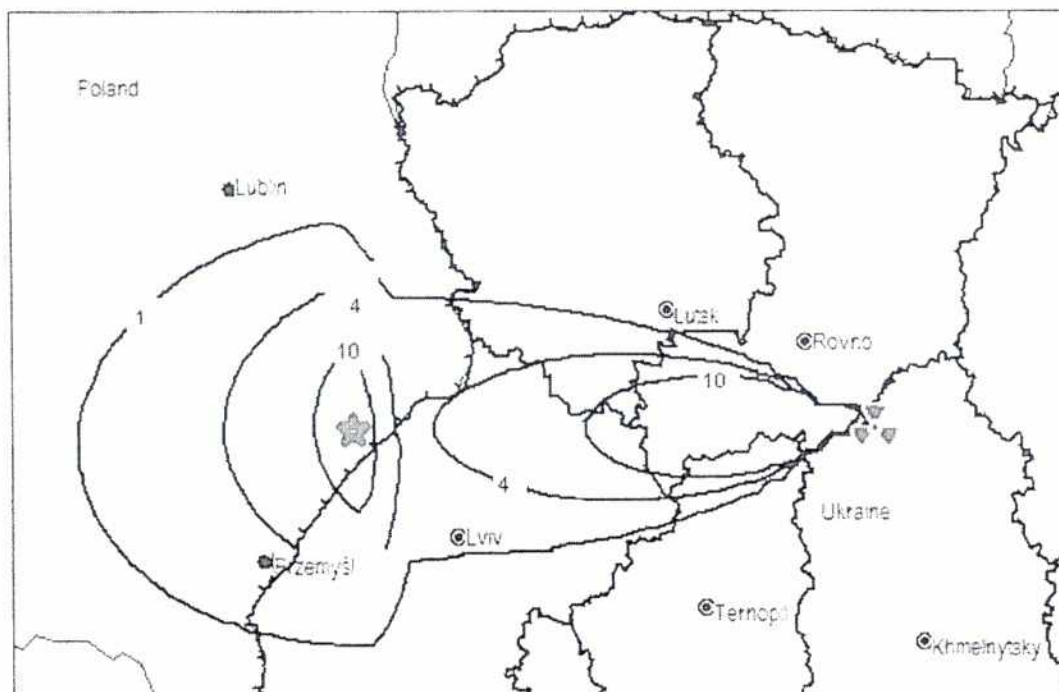 Poland
Lublin
1
4
10
Lutsk
Rovno
10
4
Lviv
Ukraine
Przemyśl
Ternopil
Khmelnytsky